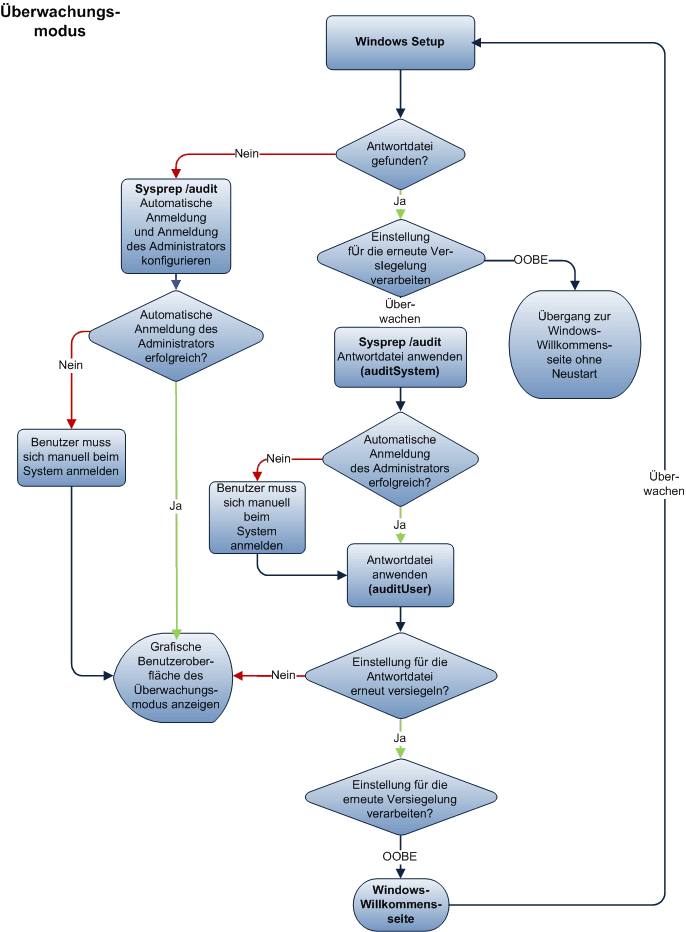 Überwachungs-
modus
Windows Setup
Antwortdatei
gefunden?
Nein
Ja
Sysprep /audit
Automatische
Anmeldung
und Anmeldung
des Administrators
konfigurieren
Einstellung
fÜr die erneute Ver-
sIegelung
verarbeiten
OOBE
Über-
wachen
Übergang zur
Windows-
Willkommens-
seite ohne
Neustart
Automatische
Anmeldung des
Administrators
erfolgreich?
Sysprep /audit
Antwortdatei anwenden
(auditSystem)
Nein
Benutzer muss
sich manuell beim
System anmelden
Automatische
Anmeldung
des Administrators
erfolgreich?
Nein
Benutzer muss
sich manuell
beim
System
anmelden
Über-
wachen
Ja
Ja
Antwortdatei
anwenden
(auditUser)
Grafische
Benutzerober-
fläche des
Überwachungs-
modus anzeigen
Nein
Einstellung für die
Antwortdatei
erneut versiegeln?
Ja
Einstellung für die
erneute Versiegelung
verarbeiten?
OOBE
Windows-
Willkommens-
seite